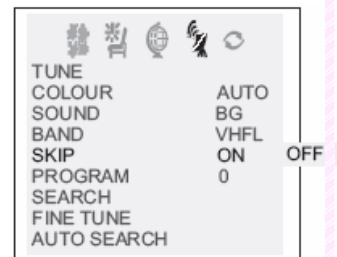 TUNE
COLOUR AUTO
SOUND BG
BAND VHFL
SKIP ON OFF
PROGRAM 0
SEARCH
FINE TUNE
AUTO SEARCH